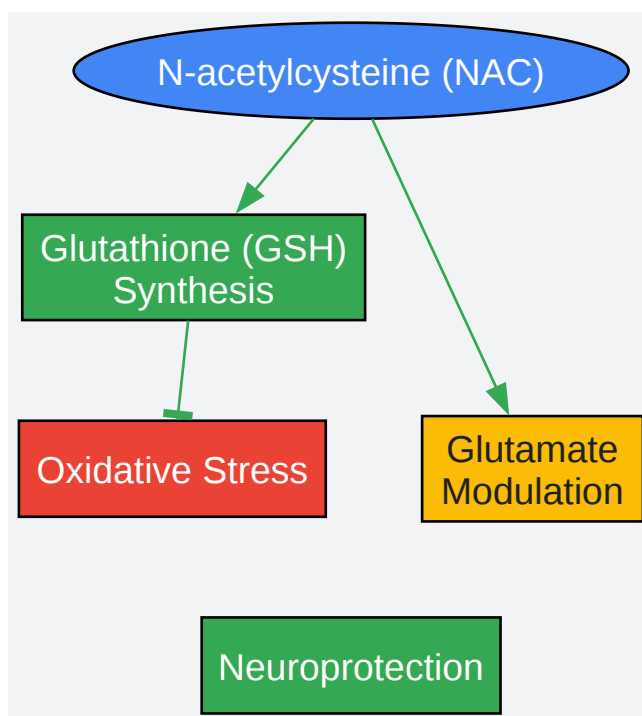 N-acetylcysteine (NAC)
Glutathione (GSH)
Synthesis
Oxidative Stress
Glutamate
Modulation
Neuroprotection